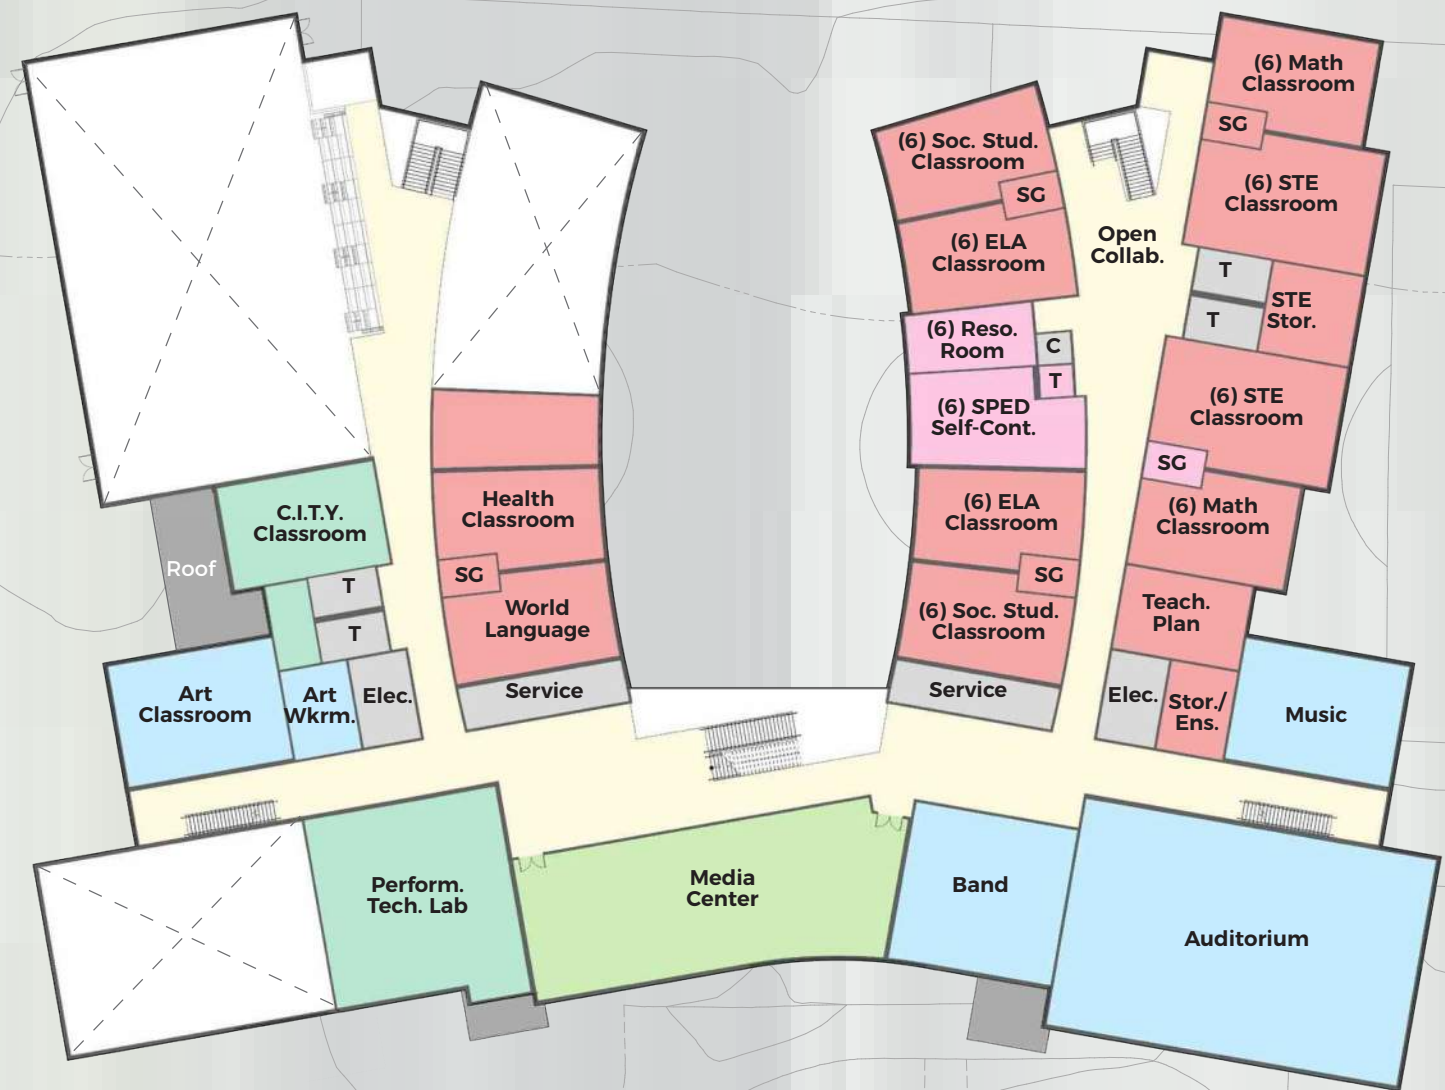 (6) Math
Classroom
SG
(6) STE
Classroom
T
T
STE
Stor.
(6) STE
Classroom
SG
(6) Math
Classroom
Teach.
Plan
Elec.
Stor./
Ens.
Music
Open
Collab.
(6) Soc. Stud.
Classroom
SG
(6) ELA
Classroom
(6) Reso.
Room
C
T
(6) SPED
Self-Cont.
(6) ELA
Classroom
SG
(6) Soc. Stud.
Classroom
Service
Health
Classroom
SG
World
Language
Service
C.I.T.Y.
Classroom
Roof
T
T
Art
Classroom
Art
Wkrm.
Elec.
Perform.
Tech. Lab
Media
Center
Band
Auditorium